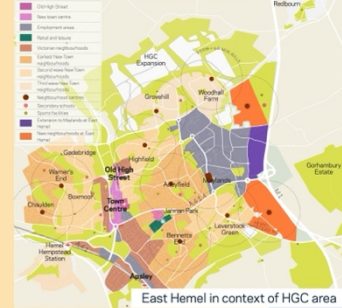 Old High Street
New town centre
Employment areas
Retail and leisure
Victorian neighbourhoods
Earliest New Town
neighbourhoods
Second wave New Town
neighbourhoods
Third wave New Town
neighbourhoods
Neighbourhood centres
Secondary schools
Sports facilities
Extension to Maylands at East
Hemel
New neighbourhoods at East
Hemel
Redbourn
HGC
Expansion
Woodhall
Farm
Grovehill
Gadebridge
Highfield
Old High
Street
Warner's
End
Adeyfield
Maylands
Gorhambury
Estate
Chaulden
Boxmoor
Town
Centre
Jarman Park
M1
Leverstock
Green
Bennetts
End
Hemel
Hempstead
Station
Apsley
East Hemel in context of HGC area